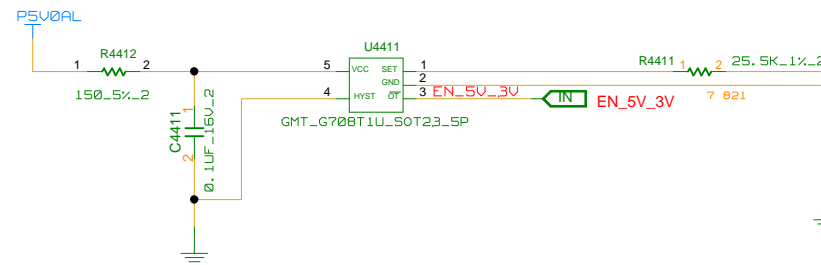 P5V0AL
U4411
R4412
R4411
1
2
5
VCC
SET
1
1
2
25.5K_1%_2
GND
2
150_5%_2
4
HYST
OT
3
EN_5V_3V
IN
EN_5V_3V
7 821
1
C4411
0.1UF_16V_2
2
GMT_G708T1U_SOT23_5P